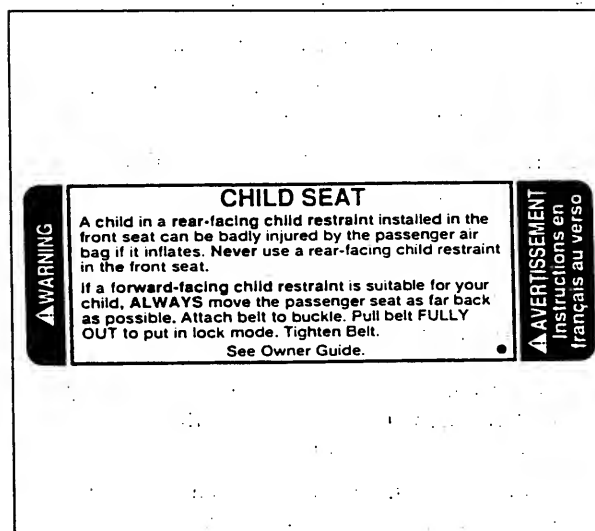 ⚠WARNING
CHILD SEAT
A child in a rear-facing child restraint installed in the
front seat can be badly injured by the passenger air
bag if it inflates. Never use a rear-facing child restraint
in the front seat.
If a forward-facing child restraint is suitable for your
child, ALWAYS move the passenger seat as far back
as possible. Attach belt to buckle. Pull belt FULLY
OUT to put in lock mode. Tighten Belt.
See Owner Guide.
⚠AVERTISSEMENT
Instructions en
français au verso